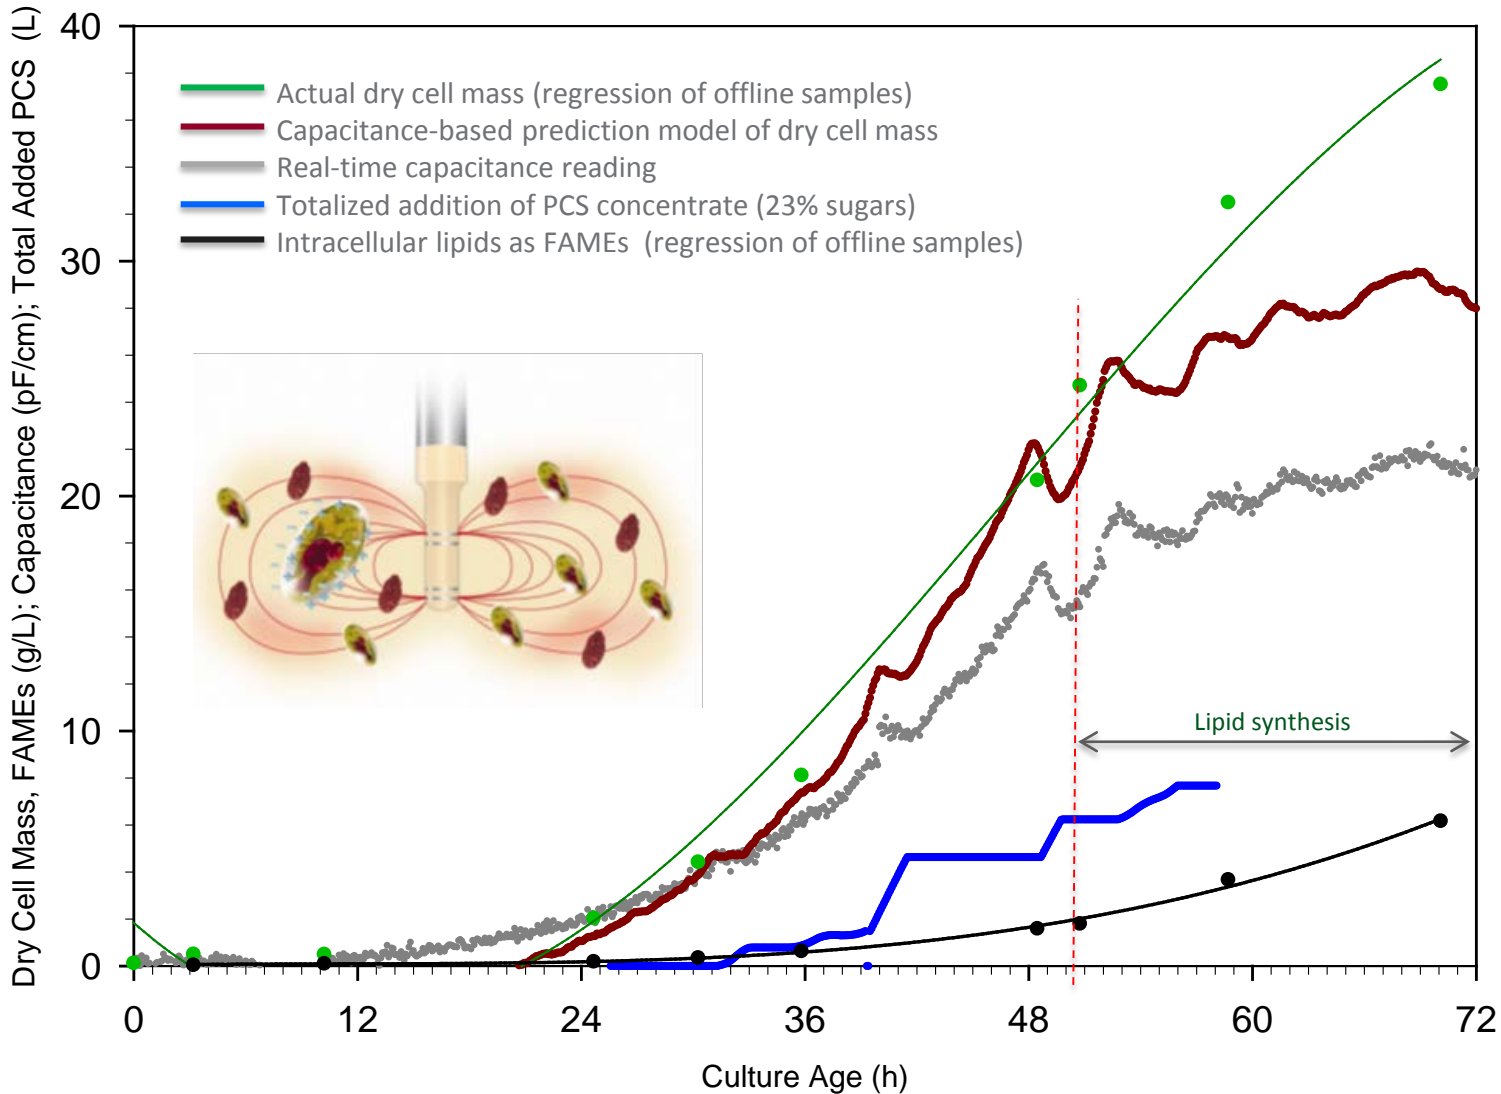 Dry Cell Mass, FAMEs (g/L); Capacitance (pF/cm); Total Added PCS (L)
40
30
20
10
0
Actual dry cell mass (regression of offline samples)
Capacitance-based prediction model of dry cell mass
Real-time capacitance reading
Totalized addition of PCS concentrate (23% sugars)
Intracellular lipids as FAMEs (regression of offline samples)
Lipid synthesis
0 12 24 36 48 60 72
Culture Age (h)